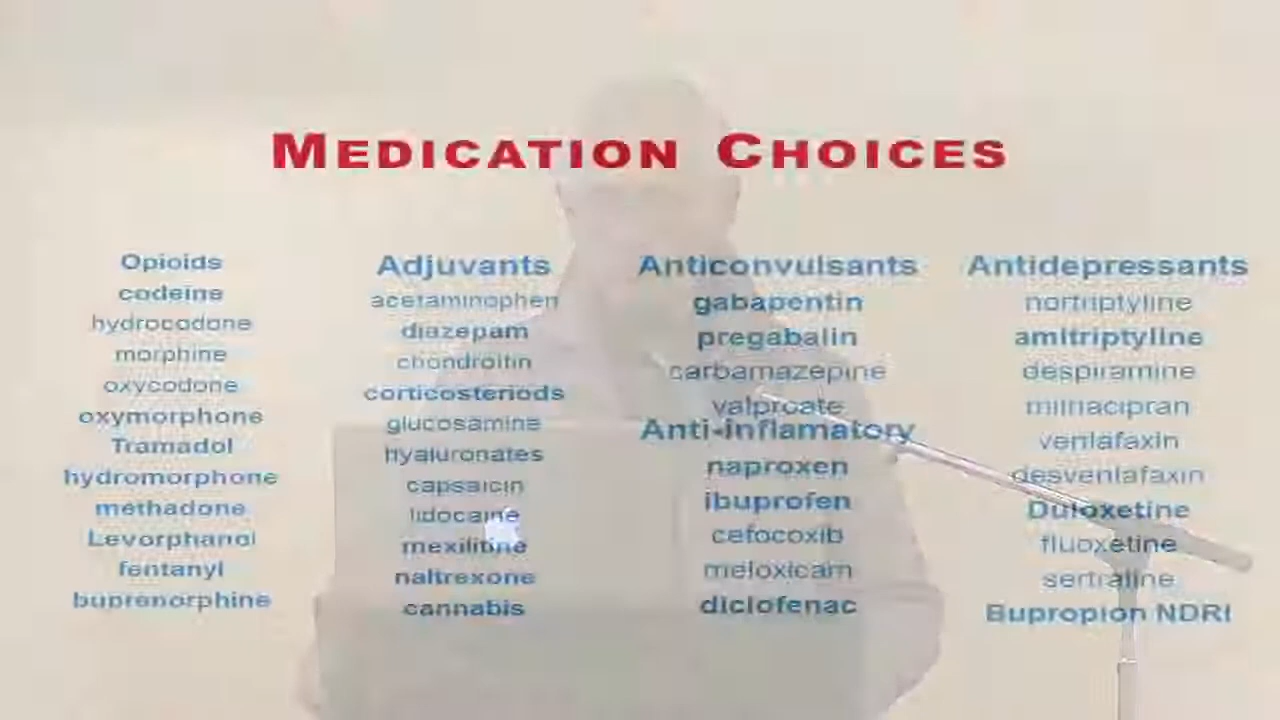 MEDICATION CHOICES
Opioids
codeine
hydrocodone
morphine
oxycodone
oxymorphone
Tramadol
hydromorphone
methadone
Levorphanol
fentanyl
buprenorphine
Adjuvants
acetaminophen
diazepam
chondroitin
corticosteriods
glucosamine
hyaluronates
capsaicin
lidocaine
mexilitine
naltrexone
cannabis
Anticonvulsants
gabapentin
pregabalin
carbamazepine
valproate
Anti-inflamatory
naproxen
ibuprofen
cefocoxib
meloxicam
diclofenac
Antidepressants
nortriptyline
amitriptyline
despiramine
milnacipran
venlafaxin
desvenlafaxin
Duloxetine
fluoxetine
sertraline
Bupropion NDRI